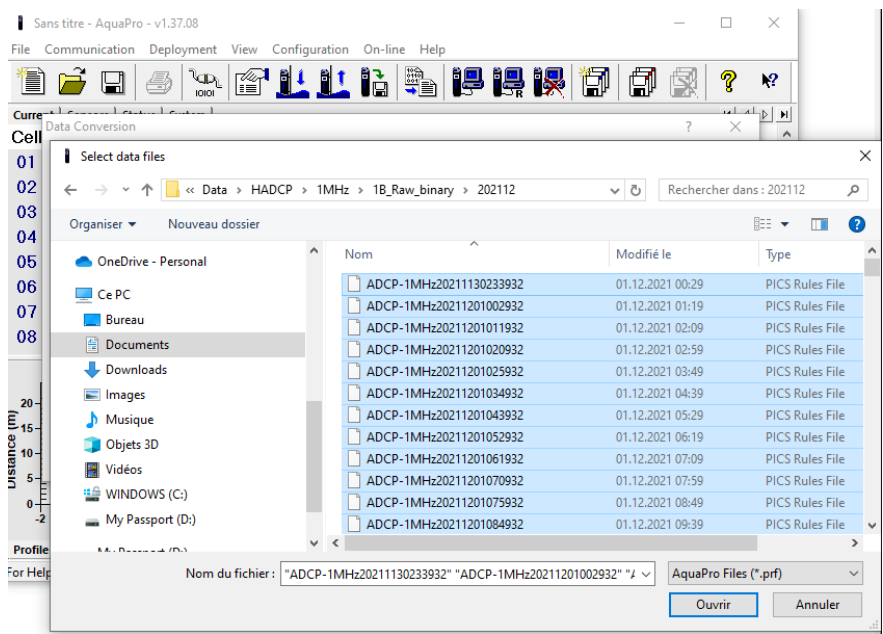 Sans titre - AquaPro - v1.37.08
File Communication Deployment View Configuration On-line Help
Data Conversion
Cell
01
02
03
04
05
06
07
08
Distance (m)
20
15
10
5
0
-2
Profile
For Help
Select data files
« Data › HADCP › 1MHz › 1B_Raw_binary › 202112
Rechercher dans : 202112
Organiser Nouveau dossier
OneDrive - Personal
Ce PC
Bureau
Documents
Downloads
Images
Musique
Objets 3D
Vidéos
WINDOWS (C:)
My Passport (D:)
Nom Modifié le Type
ADCP-1MHz20211130233932 01.12.2021 00:29 PICS Rules File
ADCP-1MHz20211201002932 01.12.2021 01:19 PICS Rules File
ADCP-1MHz20211201011932 01.12.2021 02:09 PICS Rules File
ADCP-1MHz20211201020932 01.12.2021 02:59 PICS Rules File
ADCP-1MHz20211201025932 01.12.2021 03:49 PICS Rules File
ADCP-1MHz20211201034932 01.12.2021 04:39 PICS Rules File
ADCP-1MHz20211201043932 01.12.2021 05:29 PICS Rules File
ADCP-1MHz20211201052932 01.12.2021 06:19 PICS Rules File
ADCP-1MHz20211201061932 01.12.2021 07:09 PICS Rules File
ADCP-1MHz20211201070932 01.12.2021 07:59 PICS Rules File
ADCP-1MHz20211201075932 01.12.2021 08:49 PICS Rules File
ADCP-1MHz20211201084932 01.12.2021 09:39 PICS Rules File
Nom du fichier : "ADCP-1MHz20211130233932" "ADCP-1MHz20211201002932" AquaPro Files (*.prf)
Ouvrir Annuler